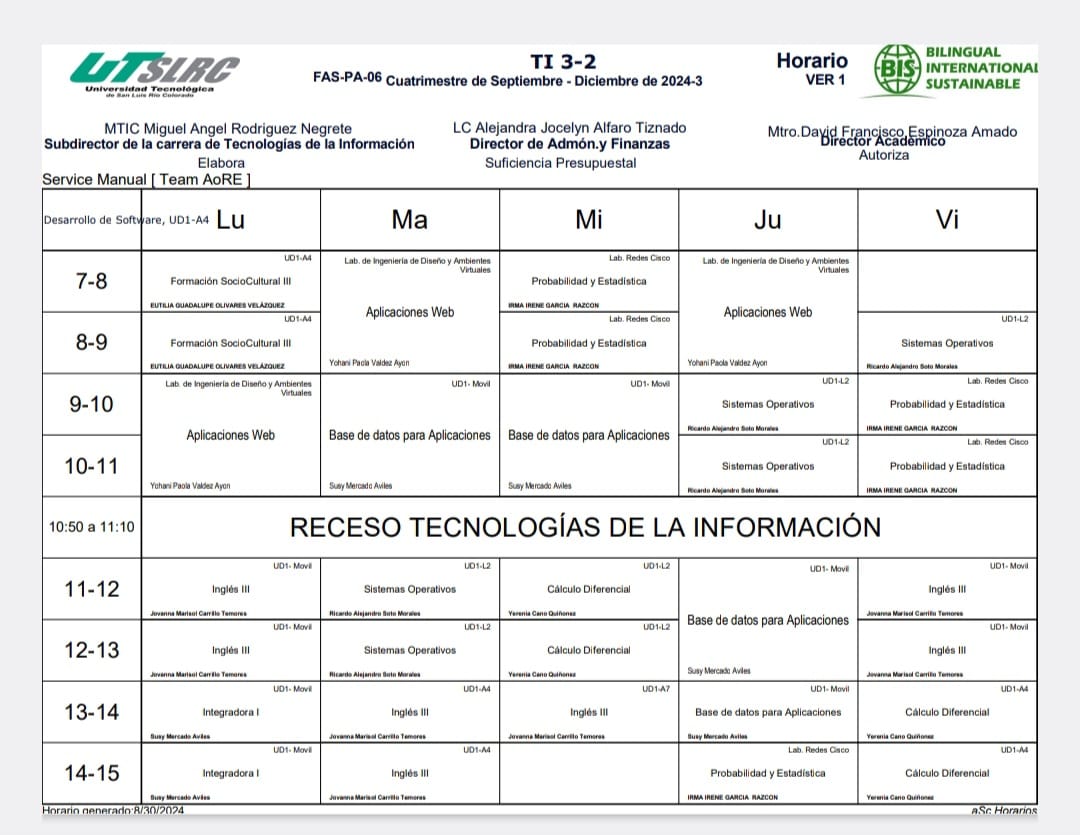 UTSLRC
Universidad Tecnológica
de San Luis Río Colorado
TI 3-2
FAS-PA-06 Cuatrimestre de Septiembre - Diciembre de 2024-3
Horario
VER 1
BIS
BILINGUAL
INTERNATIONAL
SUSTAINABLE
MTIC Miguel Angel Rodriguez Negrete
Subdirector de la carrera de Tecnologías de la Información
Elabora
LC Alejandra Jocelyn Alfaro Tiznado
Director de Admón.y Finanzas
Suficiencia Presupuestal
Mtro.David Francisco Espinoza Amado
Director Académico
Autoriza
Service Manual [ Team AoRE ]
Desarrollo de Software, UD1-A4 Lu Ma Mi Ju Vi
7-8
UD1-A4
Formación SocioCultural III
EUTILIA GUADALUPE OLIVARES VELÁZQUEZ
Lab. de Ingeniería de Diseño y Ambientes
Virtuales
Aplicaciones Web
Yohani Paola Valdez Ayon
Lab. Redes Cisco
Probabilidad y Estadística
IRMA IRENE GARCIA RAZCON
Lab. de Ingeniería de Diseño y Ambientes
Virtuales
Aplicaciones Web
Yohani Paola Valdez Ayon
8-9
UD1-A4
Formación SocioCultural III
EUTILIA GUADALUPE OLIVARES VELÁZQUEZ
Lab. Redes Cisco
Probabilidad y Estadística
IRMA IRENE GARCIA RAZCON
UD1-L2
Sistemas Operativos
Ricardo Alejandro Soto Morales
9-10
Lab. de Ingeniería de Diseño y Ambientes
Virtuales
Aplicaciones Web
Yohani Paola Valdez Ayon
UD1- Movil
Base de datos para Aplicaciones
Susy Mercado Aviles
UD1- Movil
Base de datos para Aplicaciones
Susy Mercado Aviles
UD1-L2
Sistemas Operativos
Ricardo Alejandro Soto Morales
Lab. Redes Cisco
Probabilidad y Estadística
IRMA IRENE GARCIA RAZCON
10-11
UD1-L2
Sistemas Operativos
Ricardo Alejandro Soto Morales
Lab. Redes Cisco
Probabilidad y Estadística
IRMA IRENE GARCIA RAZCON
10:50 a 11:10
RECESO TECNOLOGÍAS DE LA INFORMACIÓN
11-12
UD1- Movil
Inglés III
Jovanna Marisol Carrillo Temores
UD1-L2
Sistemas Operativos
Ricardo Alejandro Soto Morales
UD1-L2
Cálculo Diferencial
Yerenia Cano Quiñonez
UD1- Movil
Base de datos para Aplicaciones
Susy Mercado Aviles
UD1- Movil
Inglés III
Jovanna Marisol Carrillo Temores
12-13
UD1- Movil
Inglés III
Jovanna Marisol Carrillo Temores
UD1-L2
Sistemas Operativos
Ricardo Alejandro Soto Morales
UD1-L2
Cálculo Diferencial
Yerenia Cano Quiñonez
UD1- Movil
Inglés III
Jovanna Marisol Carrillo Temores
13-14
UD1- Movil
Integradora I
Susy Mercado Aviles
UD1-A4
Inglés III
Jovanna Marisol Carrillo Temores
UD1-A7
Inglés III
Jovanna Marisol Carrillo Temores
UD1- Movil
Base de datos para Aplicaciones
Susy Mercado Aviles
UD1-A4
Cálculo Diferencial
Yerenia Cano Quiñonez
14-15
UD1- Movil
Integradora I
Susy Mercado Aviles
UD1-A4
Inglés III
Jovanna Marisol Carrillo Temores
Lab. Redes Cisco
Probabilidad y Estadística
IRMA IRENE GARCIA RAZCON
UD1-A4
Cálculo Diferencial
Yerenia Cano Quiñonez
Horario generado:8/30/2024
aSc Horarios